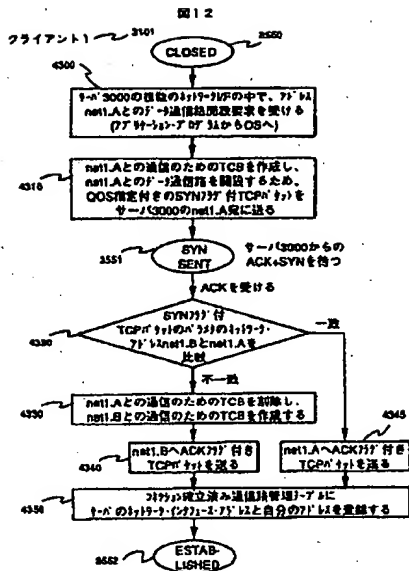 図12
クライアント1
2101
CLOSED
2550
4300
サーバ3000の複数のネットワークI/Fの中で、アドレス
net1.Aとのデータ通信路開設要求を受ける
(アプリケーション・プログラムからOSへ)
4310
net1.Aとの通信のためのTCBを作成し、
net1.Aとのデータ通信路を開設するため、
QOS指定付きのSYNフラグ付TCPパケットを
サーバ3000のnet1.A宛に送る
2551
SYN
SENT
サーバ3000からの
ACK+SYNを待つ
ACKを受ける
4320
SYNフラグ付
TCPパケットのパラメタのネットワーク・
アドレスnet1.Bとnet1.Aを
比較
一致
不一致
4330
net1.Aとの通信のためのTCBを削除し、
net1.Bとの通信のためのTCBを作成する
4345
4340
net1.BへACKフラグ付き
TCPパケットを送る
net1.AへACKフラグ付き
TCPパケットを送る
4350
コネクション確立済み通信路管理テーブルに
サーバのネットワーク・インタフェース・アドレスと自分のアドレスを登録する
2552
ESTAB-
LISHED